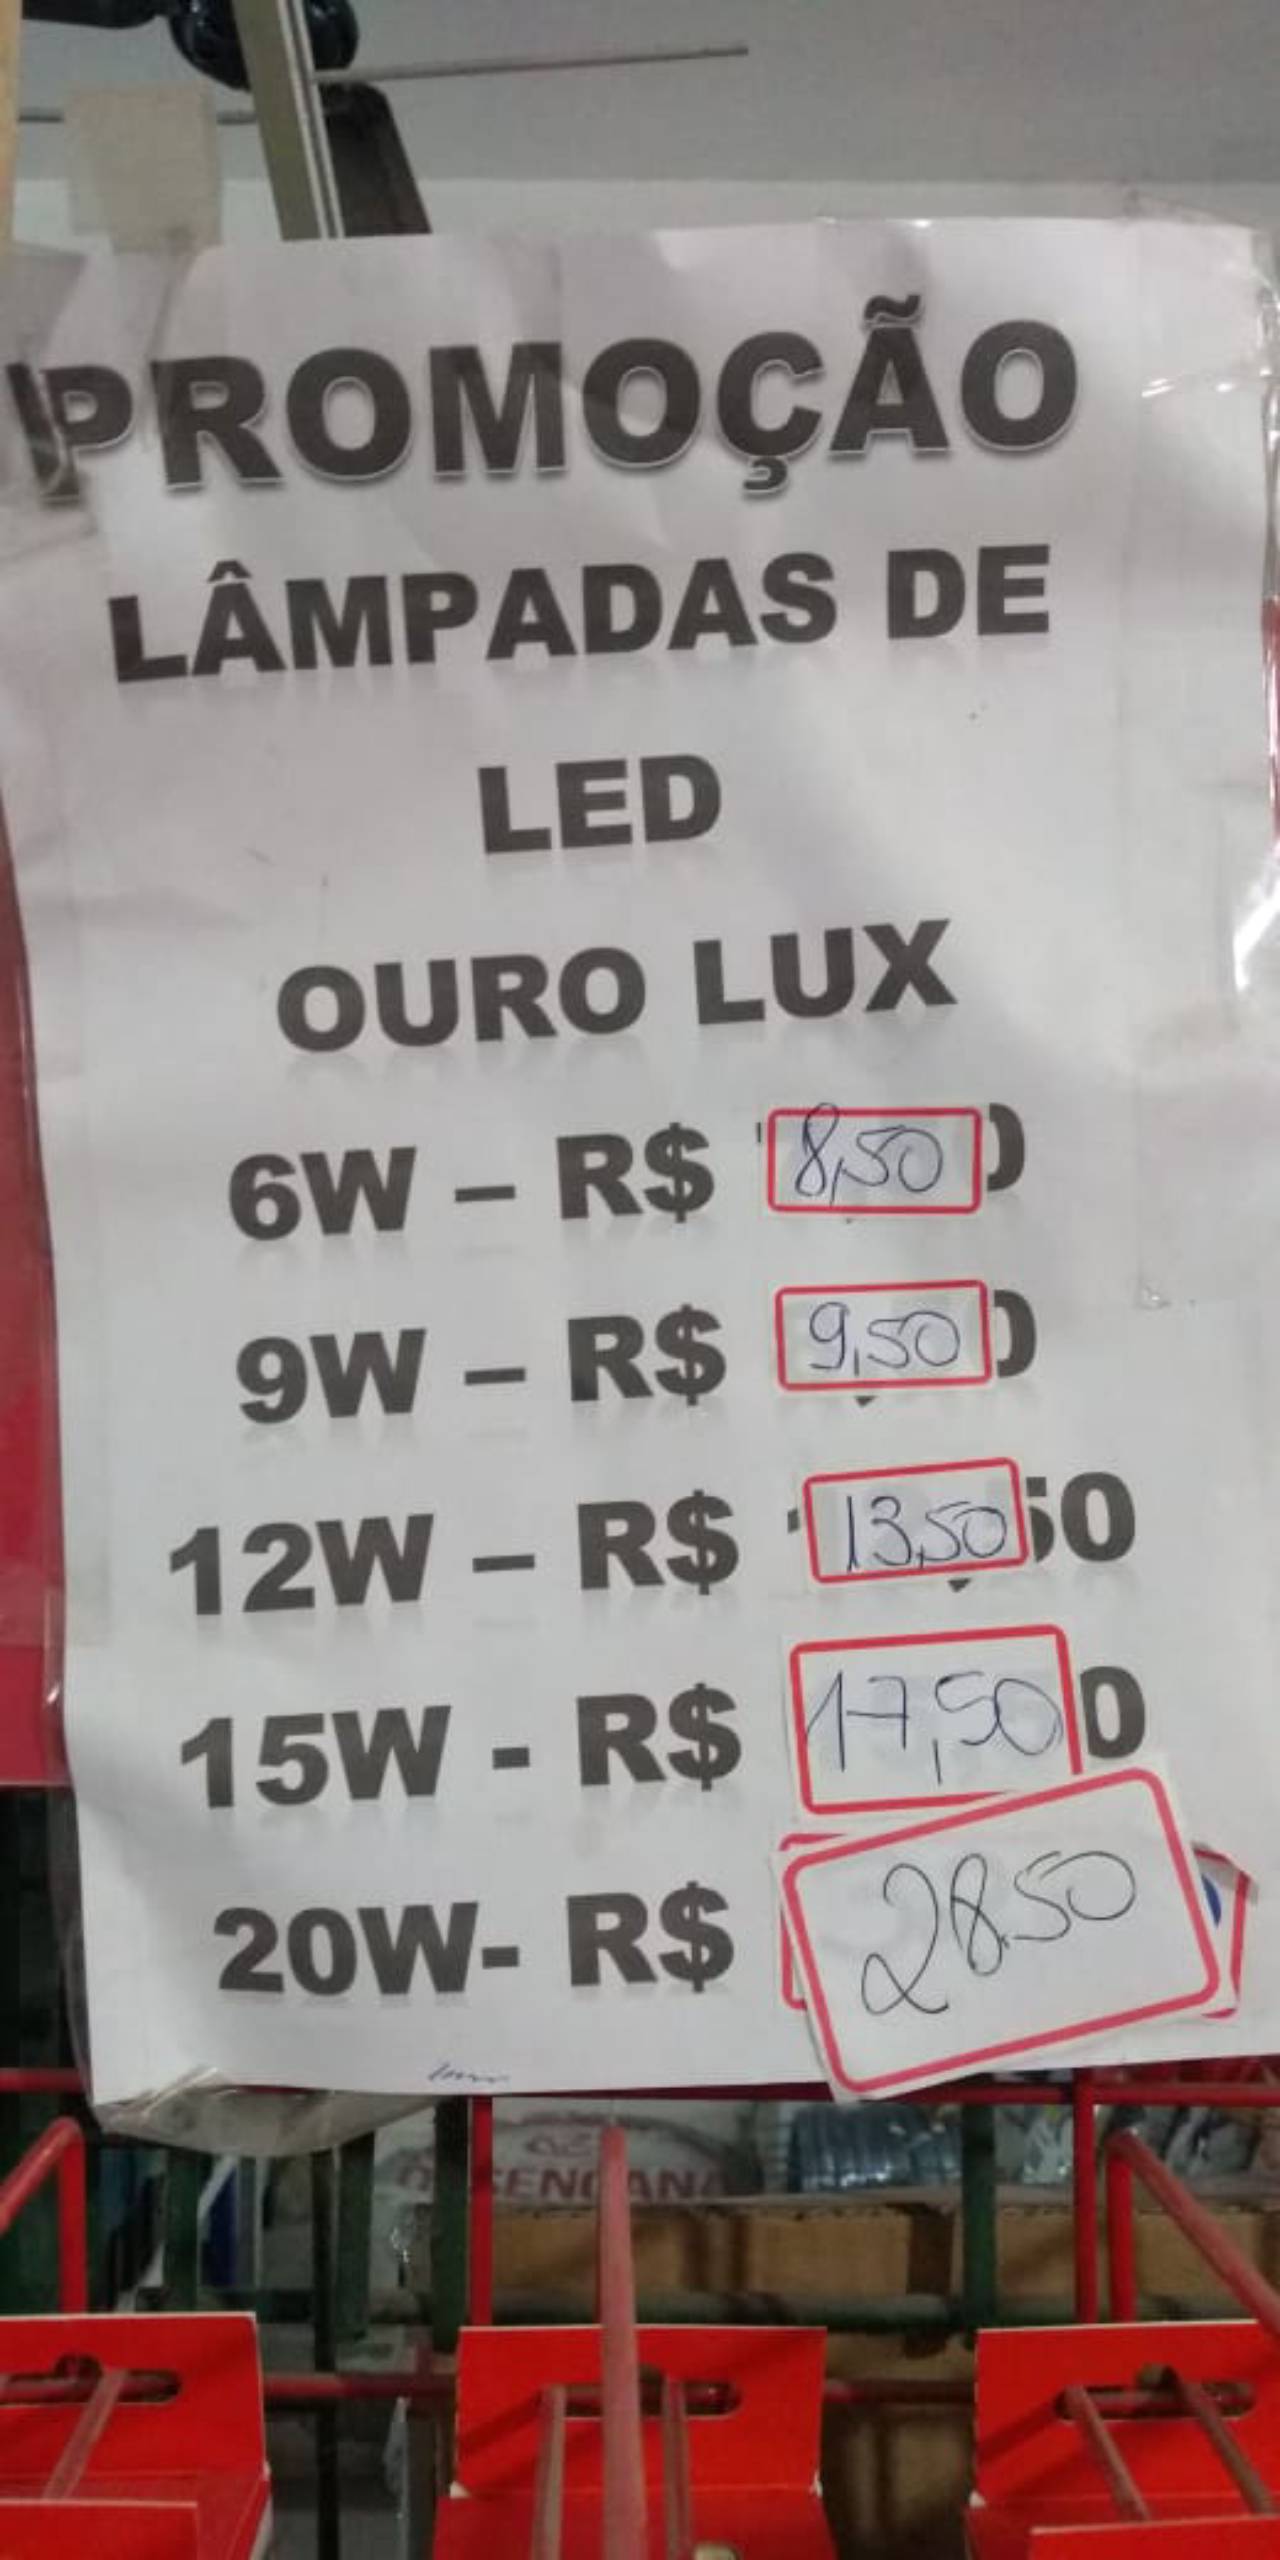 PROMOÇÃO
LÂMPADAS DE
LED
OURO LUX
6W – R$ 8,50
9W – R$ 9,50
12W – R$ 13,50
15W - R$ 17,50
20W- R$ 28,50